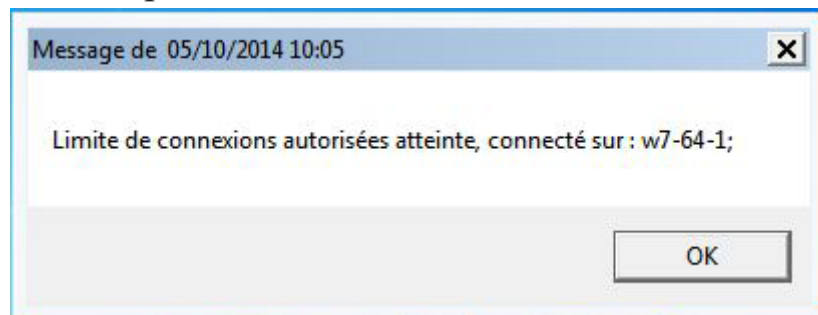 Message de 05/10/2014 10:05
Limite de connexions autorisées atteinte, connecté sur : w7-64-1;
OK